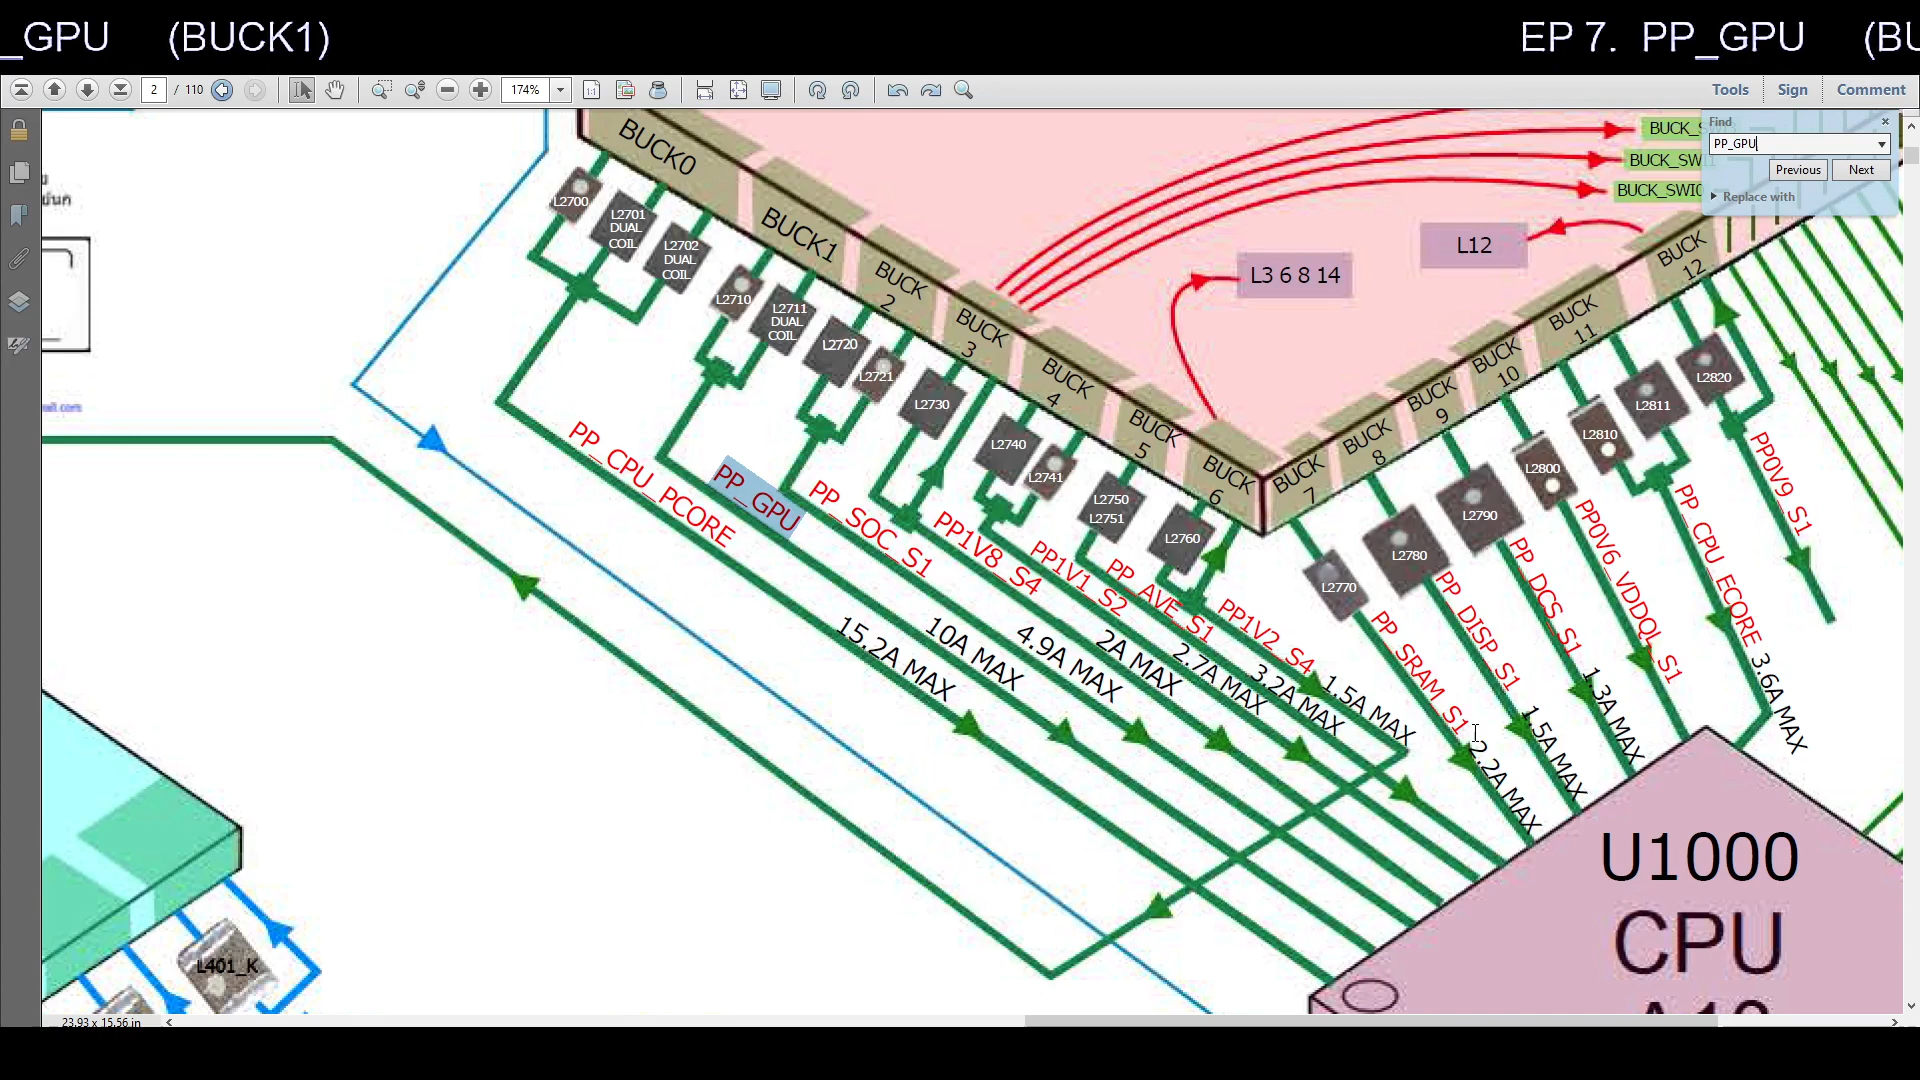 _GPU (BUCK1)
EP 7. PP_GPU (BU
2 / 110
174%
Tools
Sign
Comment
Find
PP_GPU
Previous
Next
Replace with
BUCK_SWI1
BUCK_SWI0
BUCK0
BUCK1
BUCK 2
BUCK 3
BUCK 4
BUCK 5
BUCK 6
BUCK 7
BUCK 8
BUCK 9
BUCK 10
BUCK 11
BUCK 12
L3 6 8 14
L12
L2700
L2701 DUAL COIL
L2702 DUAL COIL
L2710
L2711 DUAL COIL
L2720
L2721
L2730
L2740
L2741
L2750
L2751
L2760
L2770
L2780
L2790
L2800
L2810
L2811
L2820
PP_CPU_PCORE
PP_GPU
PP_SOC_S1
PP1V8_S4
PP1V1_S2
PP_AVE_S1
PP1V2_S4
PP_SRAM_S1
PP_DISP_S1
PP_DCS_S1
PP0V6_VDDQL_S1
PP_CPU_ECORE
PP0V9_S1
15.2A MAX
10A MAX
4.9A MAX
2A MAX
2.7A MAX
3.2A MAX
1.5A MAX
2.2A MAX
1.5A MAX
1.3A MAX
3.6A MAX
U1000
CPU
L401_K
23.93 x 15.56 in